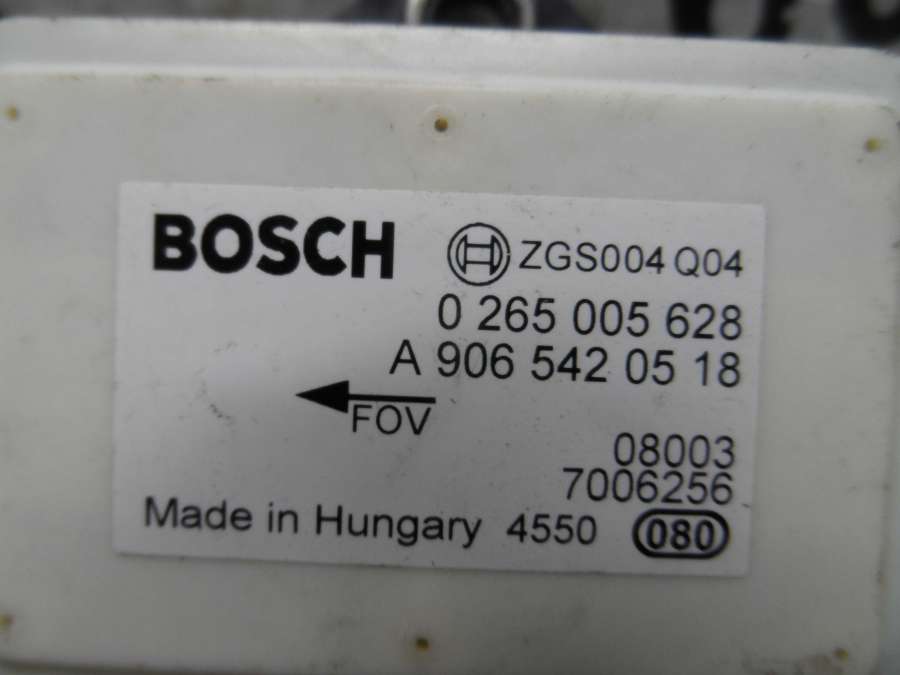 BOSCH ZGS004 Q04
0 265 005 628
A 906 542 05 18
FOV
08003
7006256
Made in Hungary 4550 080